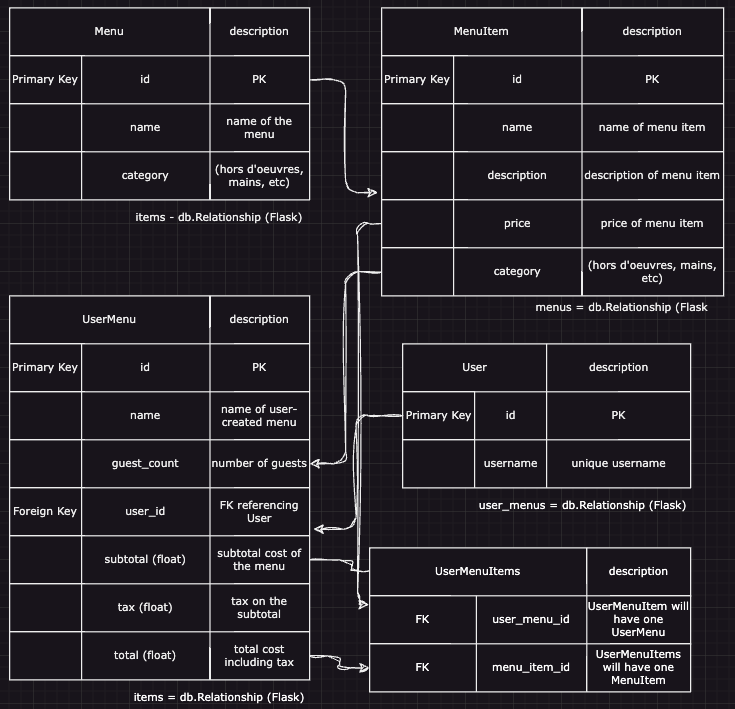 Menu description
Primary Key id PK
name name of the
menu
category (hors d'oeuvres,
mains, etc)
items - db.Relationship (Flask)
MenuItem description
Primary Key id PK
name name of menu item
description description of menu item
price price of menu item
category (hors d'oeuvres, mains,
etc)
menus = db.Relationship (Flask
UserMenu description
Primary Key id PK
name name of user-
created menu
guest_count number of guests
Foreign Key user_id FK referencing
User
subtotal (float) subtotal cost of
the menu
tax (float) tax on the
subtotal
total (float) total cost
including tax
items = db.Relationship (Flask)
User description
Primary Key id PK
username unique username
user_menus = db.Relationship (Flask)
UserMenuItems description
FK user_menu_id UserMenuItem will
have one
UserMenu
FK menu_item_id UserMenuItems
will have one
MenuItem